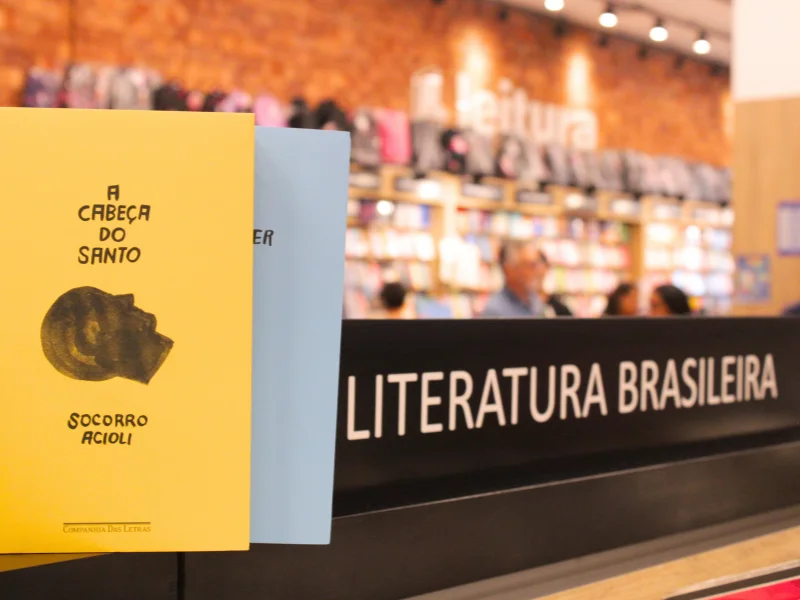 A
CABEÇA
DO
SANTO
SOCORRO
ACIOLI
COMPANHIA DAS LETRAS
ER
LITERATURA BRASILEIRA
leitura